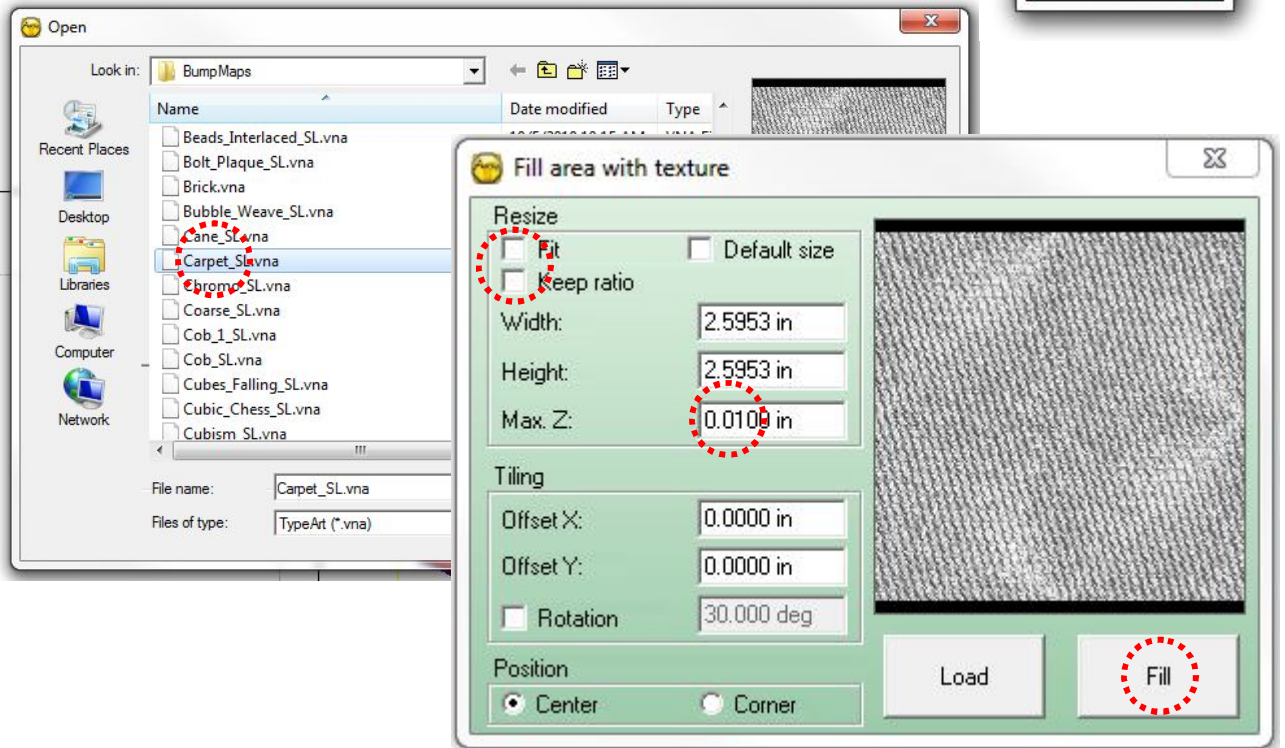 Open
Look in: BumpMaps
Name Date modified Type
Recent Places
Desktop
Libraries
Computer
Network
Beads_Interlaced_SL.vna
Bolt_Plaque_SL.vna
Brick.vna
Bubble_Weave_SL.vna
Cane_SL.vna
Carpet_SL.vna
Chromo_SL.vna
Coarse_SL.vna
Cob_1_SL.vna
Cob_SL.vna
Cubes_Falling_SL.vna
Cubic_Chess_SL.vna
Cubism_SL.vna
File name: Carpet_SL.vna
Files of type: TypeArt (*.vna)
Fill area with texture
Resize
Fit Default size
Keep ratio
Width: 2.5953 in
Height: 2.5953 in
Max. Z: 0.0100 in
Tiling
Offset X: 0.0000 in
Offset Y: 0.0000 in
Rotation 30.000 deg
Position
Center Corner
Load Fill